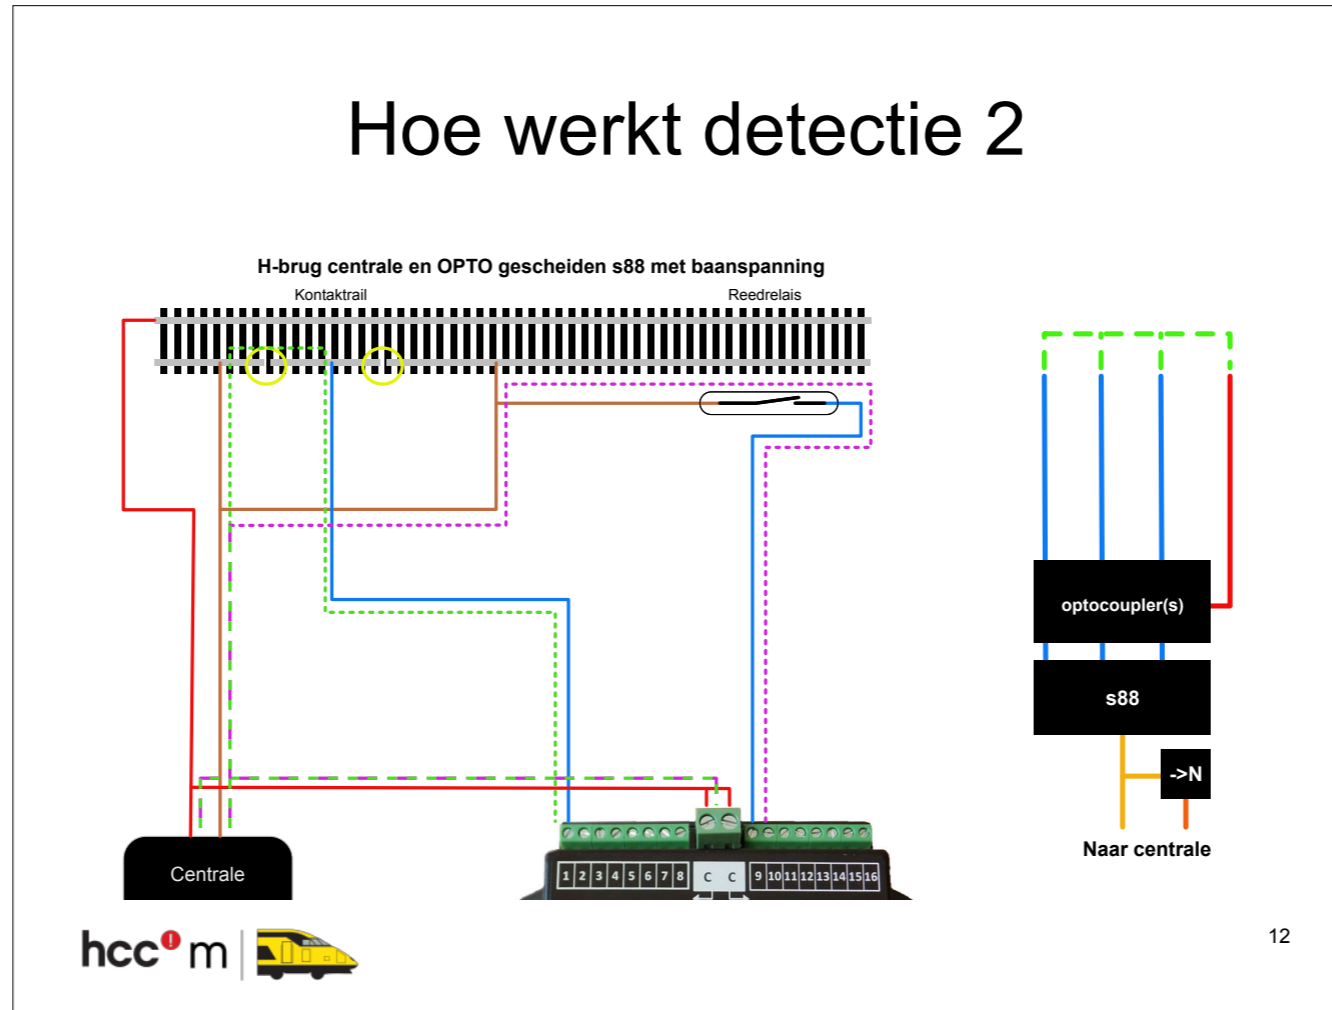 Hoe werkt detectie 2
H-brug centrale en OPTO gescheiden s88 met baanspanning
Kontaktrail
Reedrelais
optocoupler(s)
s88
->N
Naar centrale
Centrale
1 2 3 4 5 6 7 8 C C 9 10 11 12 13 14 15 16
hcc! m
12